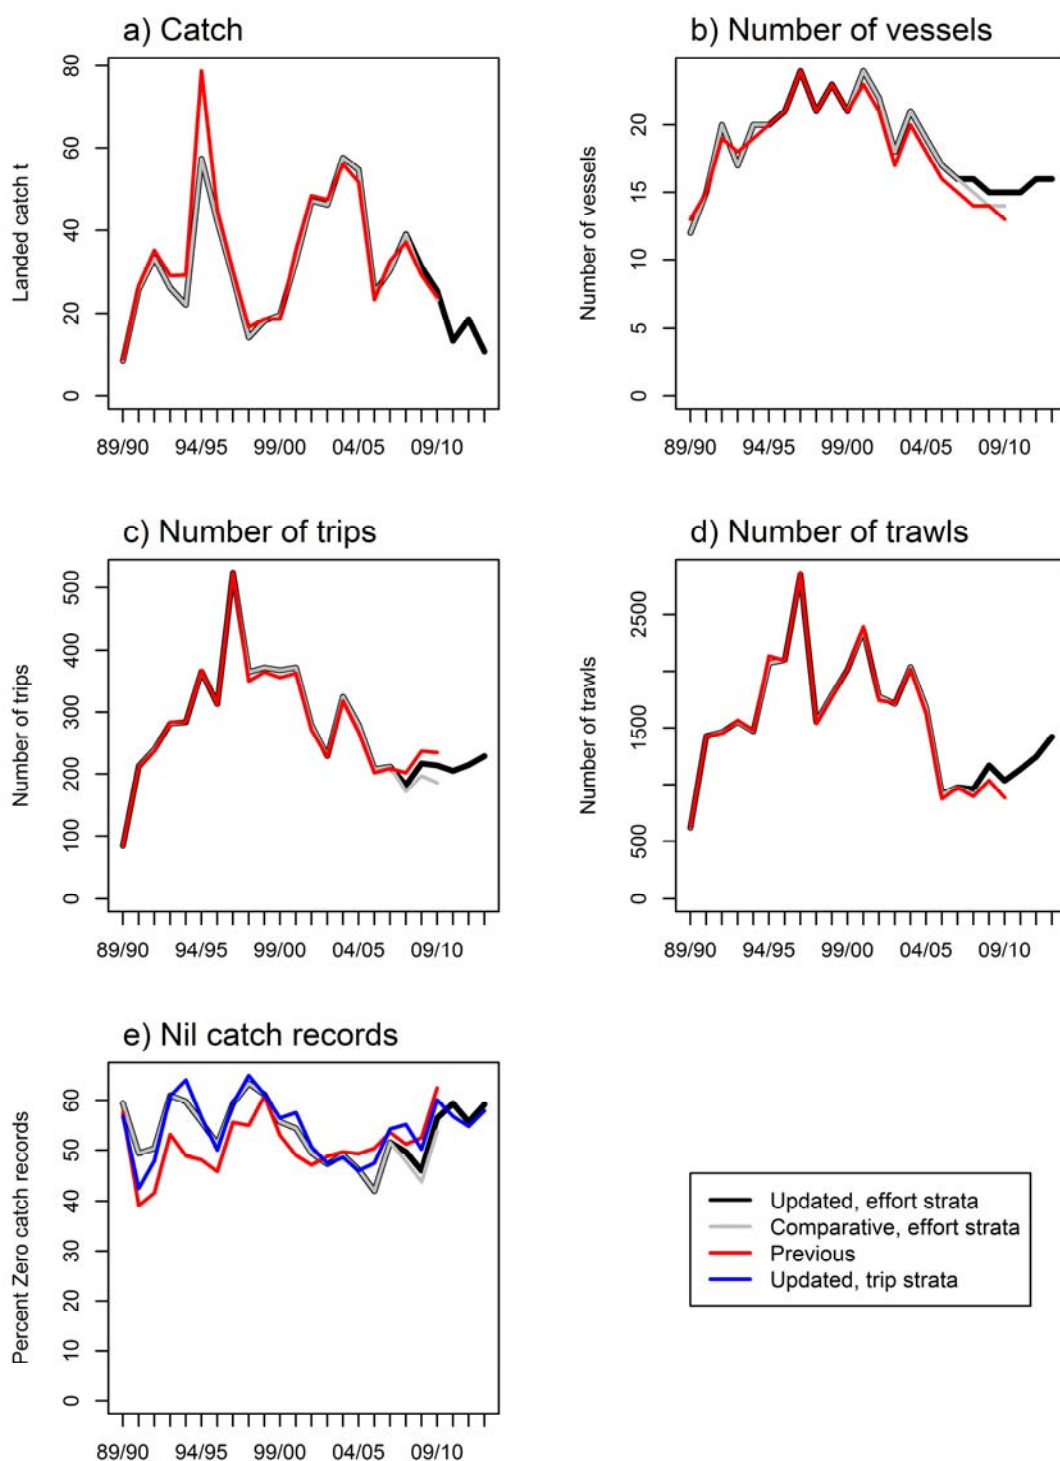 a) Catch
Landed catch t
80
60
40
20
0
89/90 94/95 99/00 04/05 09/10
b) Number of vessels
Number of vessels
20
15
10
5
0
89/90 94/95 99/00 04/05 09/10
c) Number of trips
Number of trips
500
400
300
200
100
0
89/90 94/95 99/00 04/05 09/10
d) Number of trawls
Number of trawls
2500
1500
500
0
89/90 94/95 99/00 04/05 09/10
e) Nil catch records
Percent Zero catch records
60
50
40
30
20
10
0
89/90 94/95 99/00 04/05 09/10
Updated, effort strata
Comparative, effort strata
Previous
Updated, trip strata